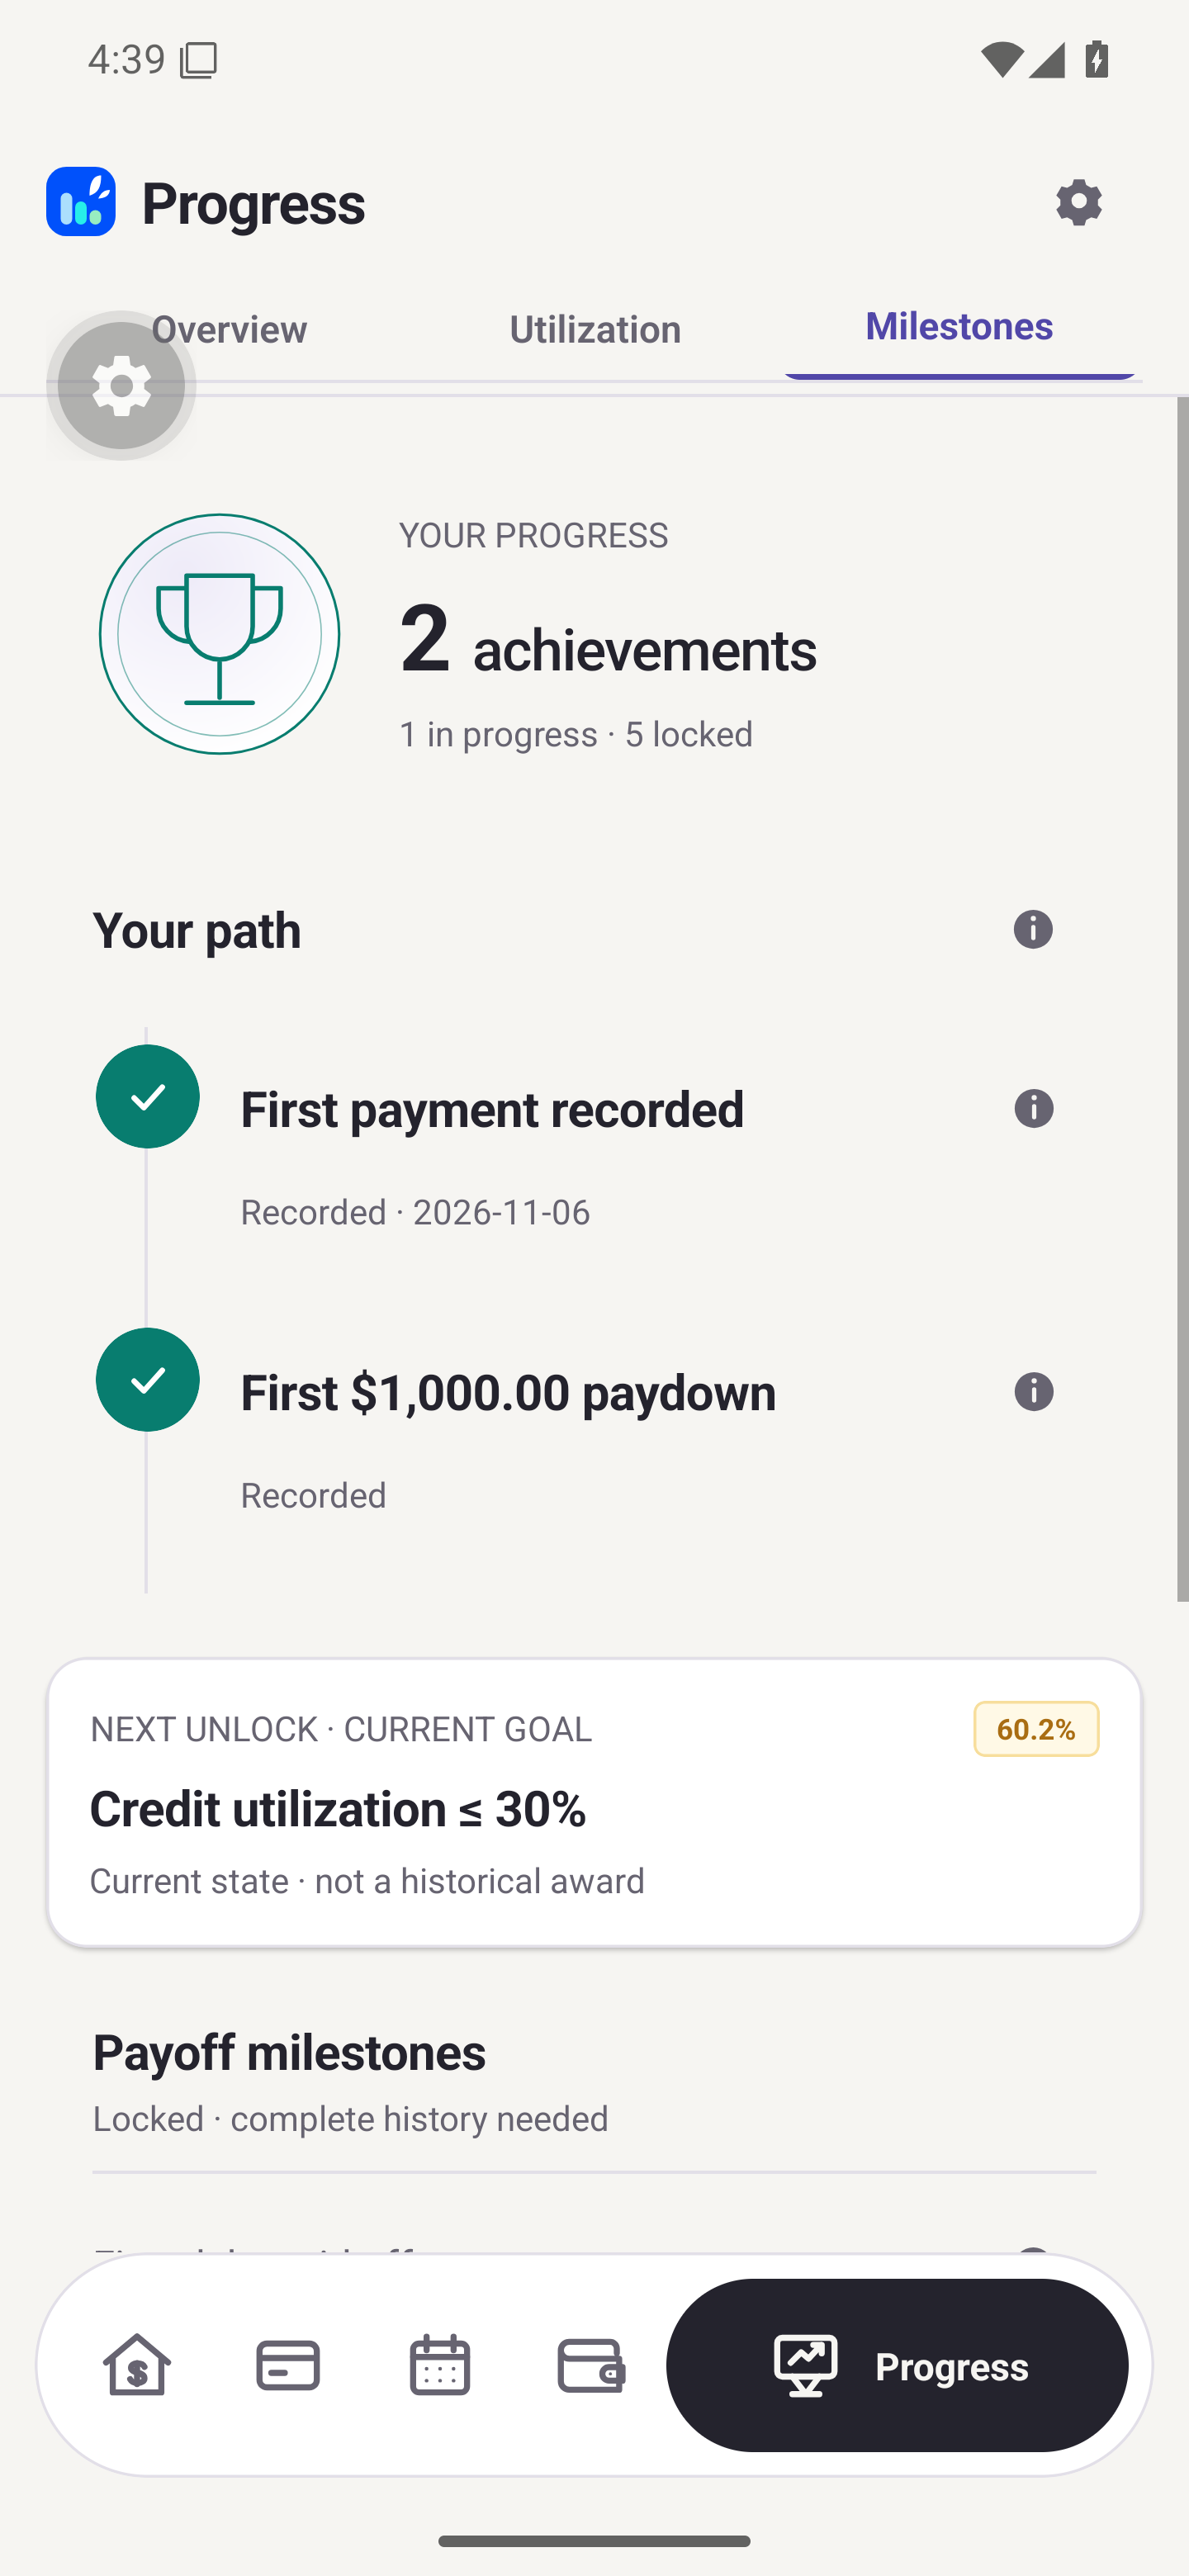 4:39
Progress
Overview
Utilization
Milestones
YOUR PROGRESS
2 achievements
1 in progress · 5 locked
Your path
First payment recorded
Recorded · 2026-11-06
First $1,000.00 paydown
Recorded
NEXT UNLOCK · CURRENT GOAL
60.2%
Credit utilization ≤ 30%
Current state · not a historical award
Payoff milestones
Locked · complete history needed
Progress